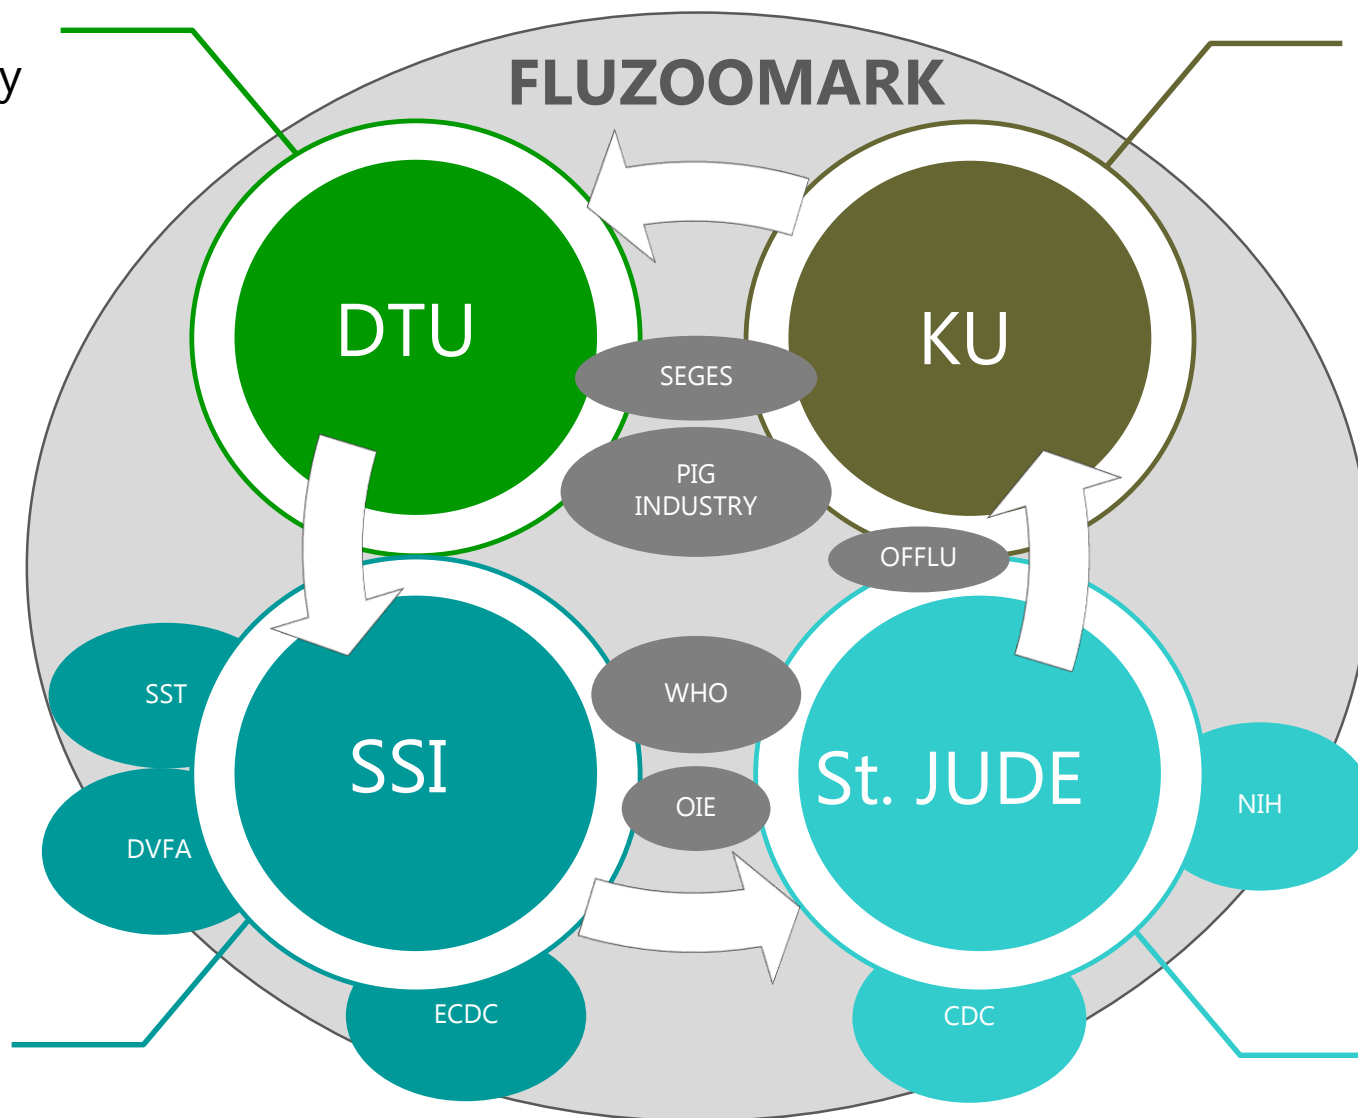 y
FLUZOOMARK
DTU
KU
SEGES
PIG
INDUSTRY
OFFLU
SST
WHO
SSI
St. JUDE
OIE
NIH
DVFA
ECDC
CDC